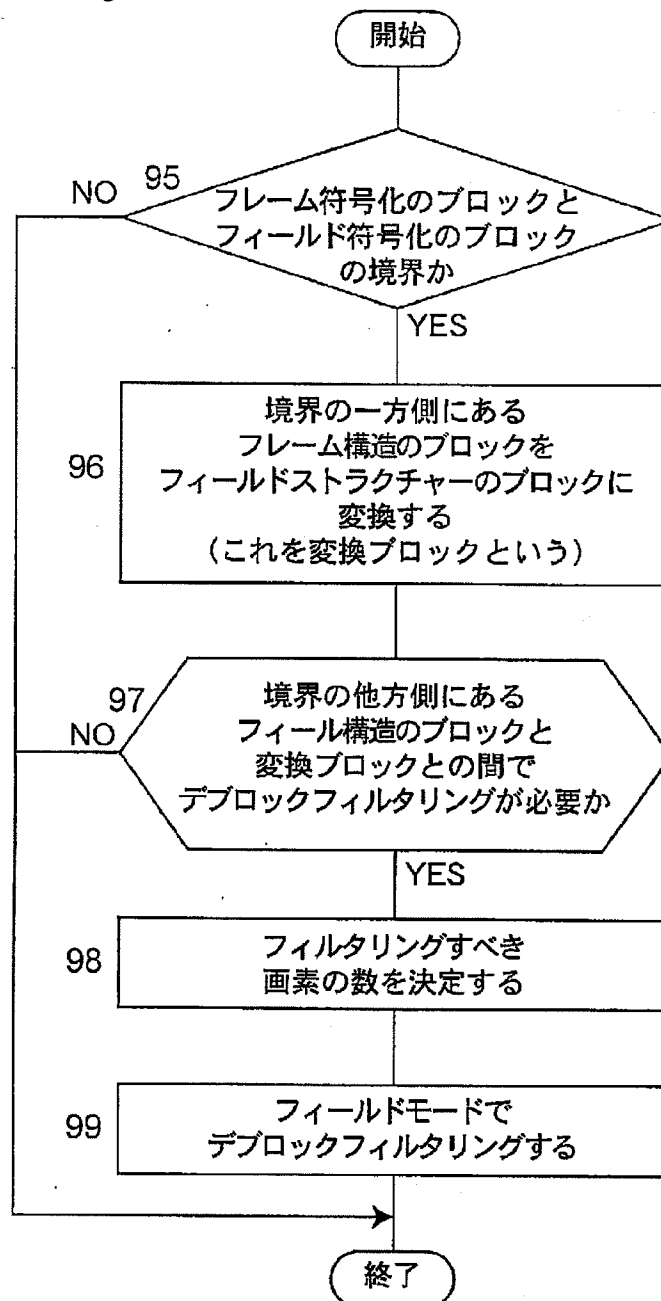 開始
NO
95
フレーム符号化のブロックと
フィールド符号化のブロック
の境界か
YES
96
境界の一方側にある
フレーム構造のブロックを
フィールドストラクチャーのブロックに
変換する
(これを変換ブロックという)
97
NO
境界の他方側にある
フィール構造のブロックと
変換ブロックとの間で
デブロックフィルタリングが必要か
YES
98
フィルタリングすべき
画素の数を決定する
99
フィールドモードで
デブロックフィルタリングする
終了